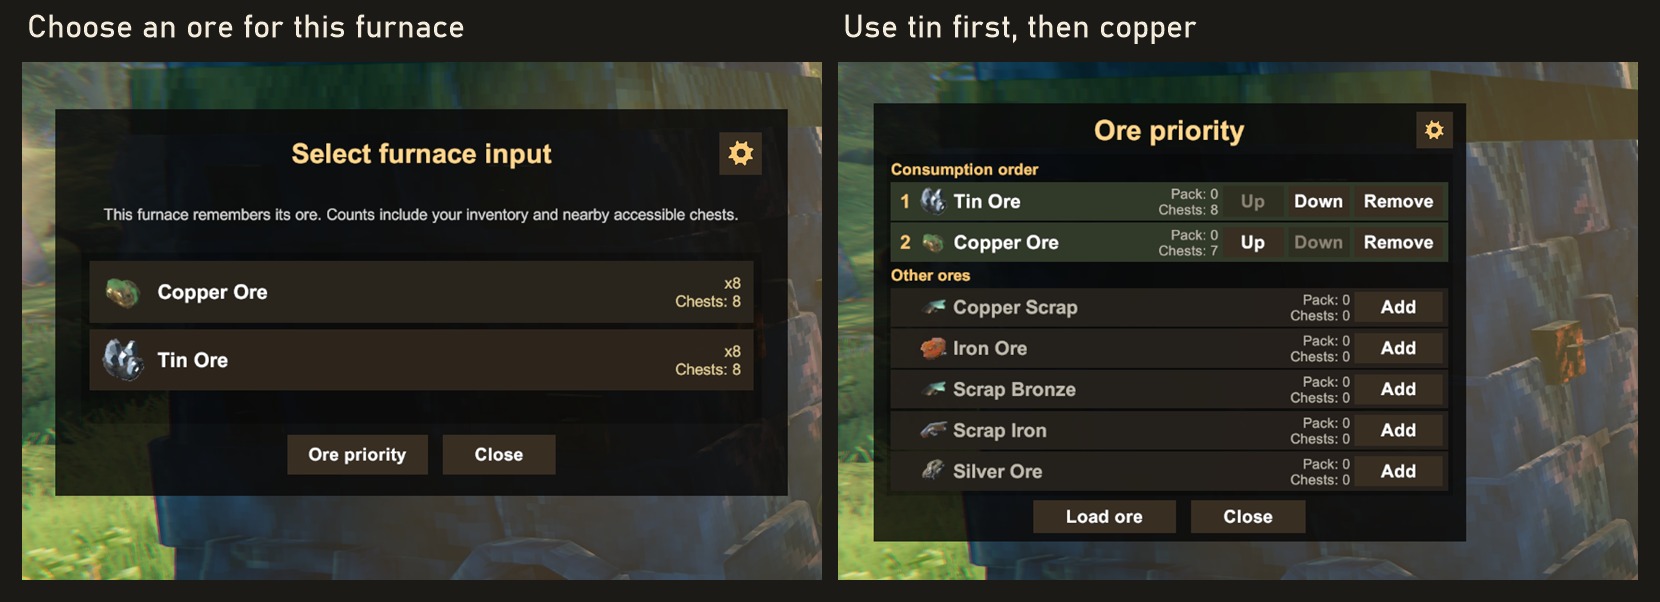 Choose an ore for this furnace
Select furnace input
This furnace remembers its ore. Counts include your inventory and nearby accessible chests.
Copper Ore
x8
Chests: 8
Tin Ore
x8
Chests: 8
Ore priority
Close
Use tin first, then copper
Ore priority
Consumption order
1 Tin Ore Pack: 0 Up Down Remove
Chests: 8
2 Copper Ore Pack: 0 Up Down Remove
Chests: 7
Other ores
Copper Scrap Pack: 0 Add
Chests: 0
Iron Ore Pack: 0 Add
Chests: 0
Scrap Bronze Pack: 0 Add
Chests: 0
Scrap Iron Pack: 0 Add
Chests: 0
Silver Ore Pack: 0 Add
Chests: 0
Load ore
Close